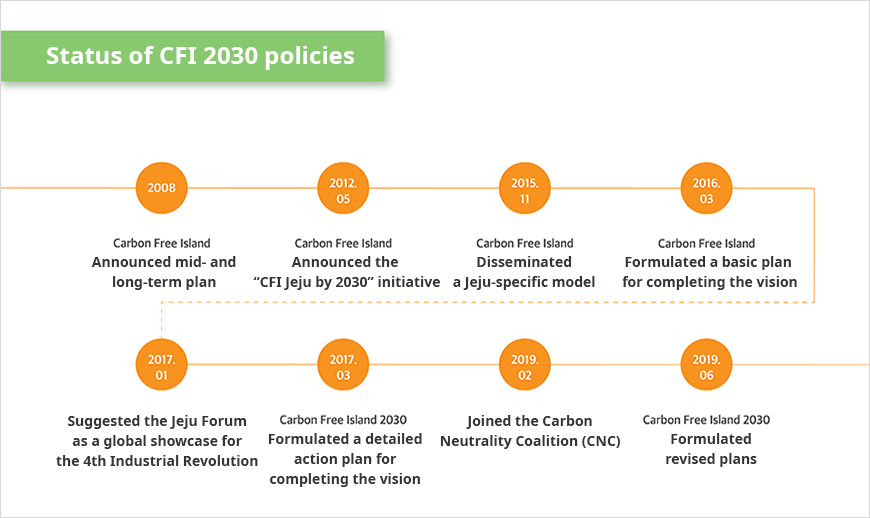 Status of CFI 2030 policies
2008
Carbon Free Island
Announced mid- and
long-term plan
2012.
05
Carbon Free Island
Announced the
“CFI Jeju by 2030” initiative
2015.
11
Carbon Free Island
Disseminated
a Jeju-specific model
2016.
03
Carbon Free Island
Formulated a basic plan
for completing the vision
2017.
01
Suggested the Jeju Forum
as a global showcase for
the 4th Industrial Revolution
2017.
03
Carbon Free Island 2030
Formulated a detailed
action plan for
completing the vision
2019.
02
Joined the Carbon
Neutrality Coalition (CNC)
2019.
06
Carbon Free Island 2030
Formulated
revised plans